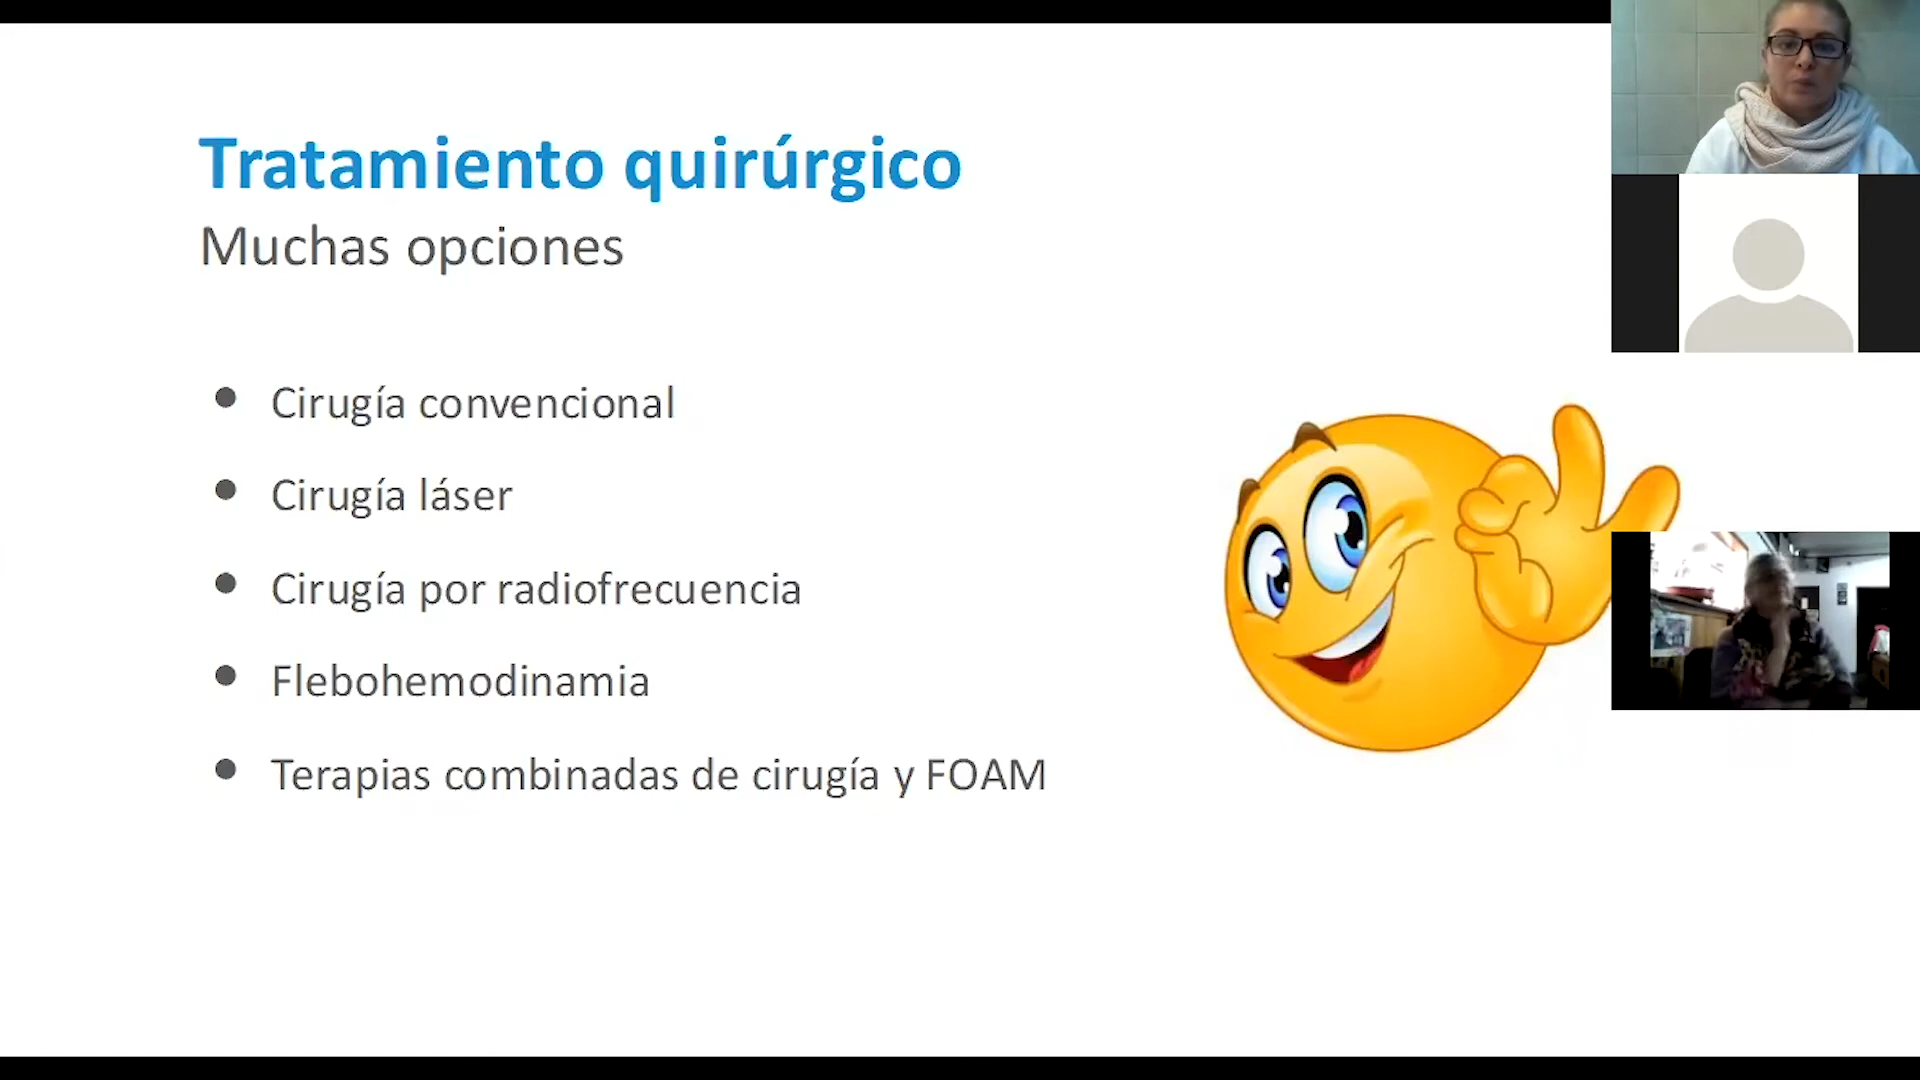 Tratamiento quirúrgico
Muchas opciones
Cirugía convencional
Cirugía láser
Cirugía por radiofrecuencia
Flebohemodinamia
Terapias combinadas de cirugía y FOAM